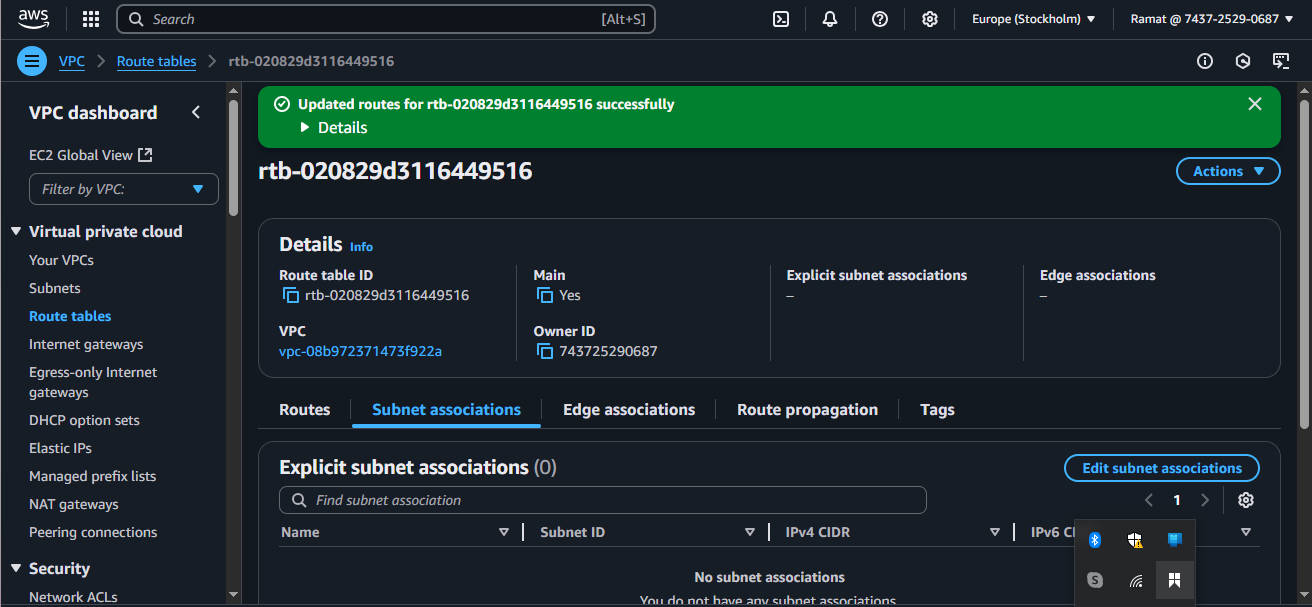 aws
Search [Alt+S]
Europe (Stockholm)
Ramat @ 7437-2529-0687
VPC
Route tables
rtb-020829d3116449516
VPC dashboard
EC2 Global View
Filter by VPC:
Virtual private cloud
Your VPCs
Subnets
Route tables
Internet gateways
Egress-only Internet
gateways
DHCP option sets
Elastic IPs
Managed prefix lists
NAT gateways
Peering connections
Security
Network ACLs
Updated routes for rtb-020829d3116449516 successfully
Details
rtb-020829d3116449516
Actions
Details Info
Route table ID
rtb-020829d3116449516
VPC
vpc-08b972371473f922a
Main
Yes
Owner ID
743725290687
Explicit subnet associations
–
Edge associations
–
Routes
Subnet associations
Edge associations
Route propagation
Tags
Explicit subnet associations (0)
Edit subnet associations
Find subnet association
1
Name
Subnet ID
IPv4 CIDR
IPv6
No subnet associations
You do not have any subnet associations.